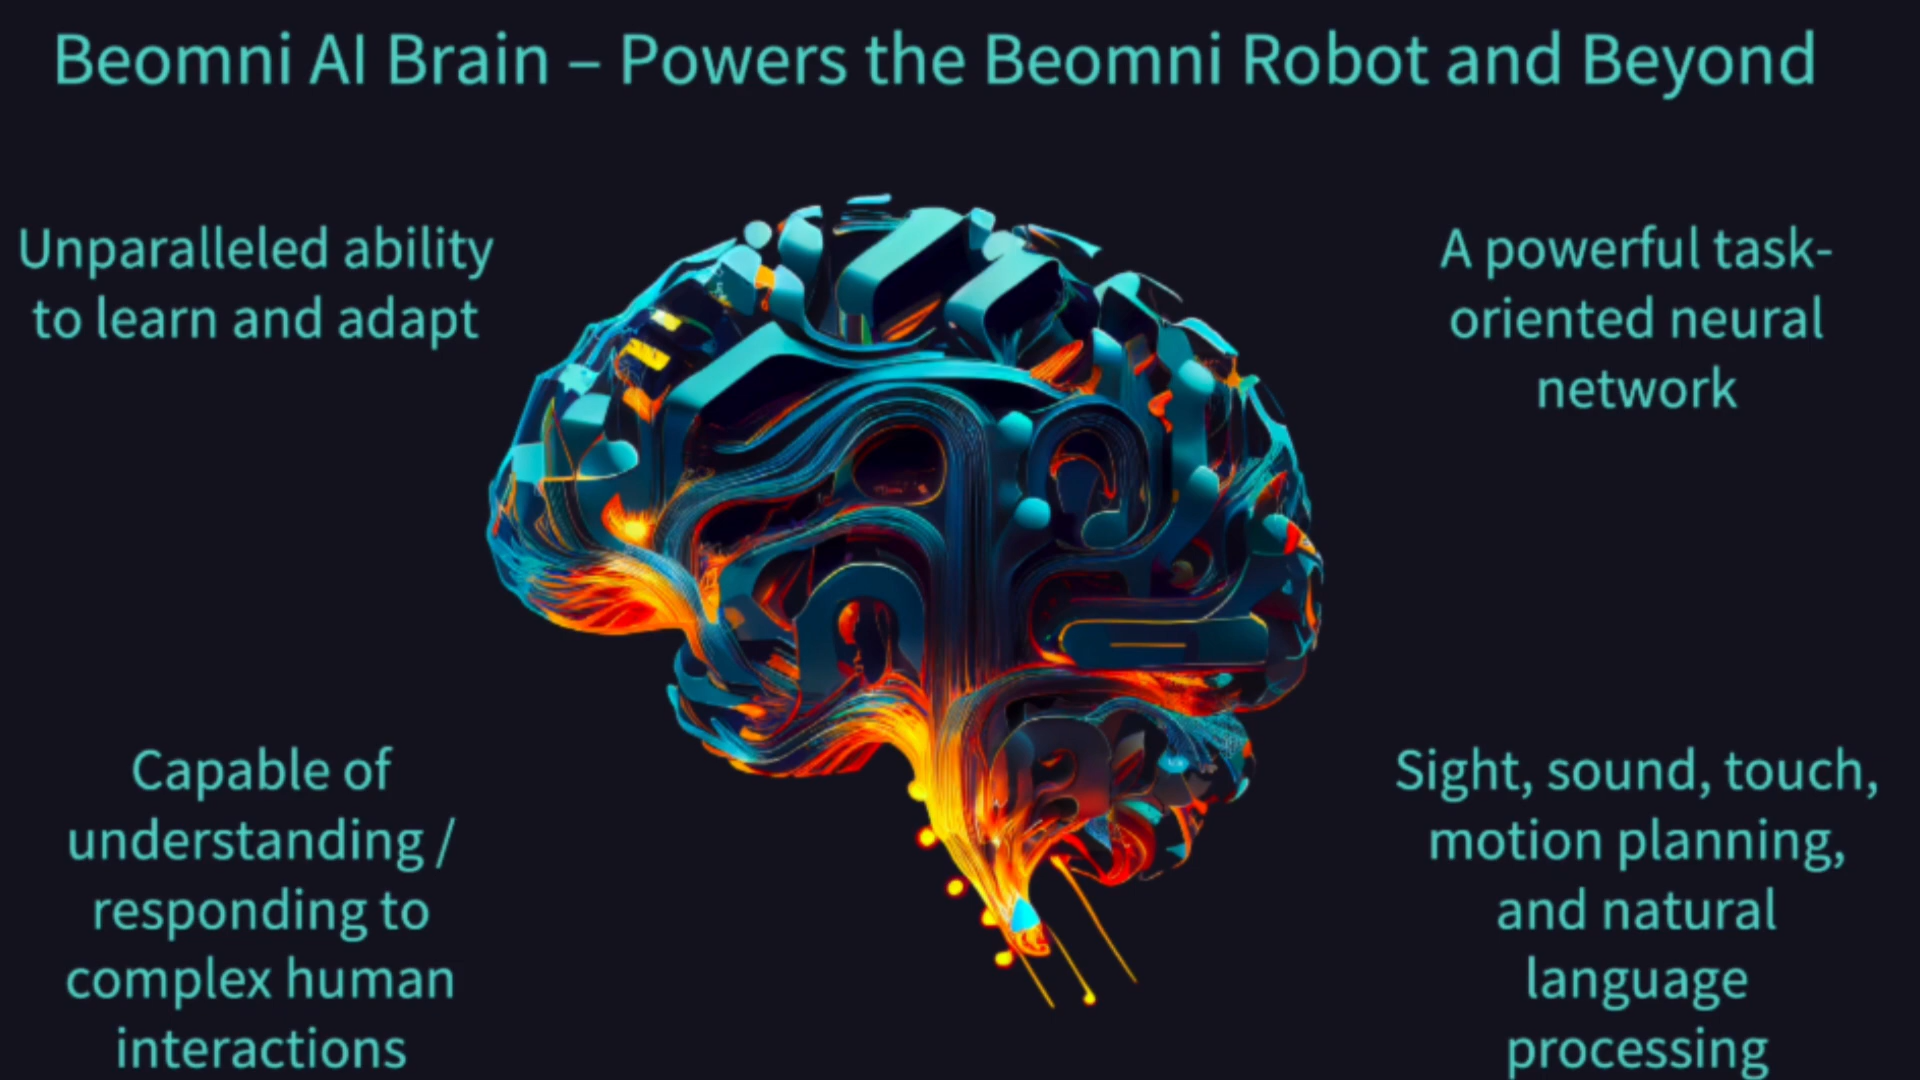 Beomni AI Brain – Powers the Beomni Robot and Beyond
Unparalleled ability
to learn and adapt
A powerful task-
oriented neural
network
Capable of
understanding /
responding to
complex human
interactions
Sight, sound, touch,
motion planning,
and natural
language
processing